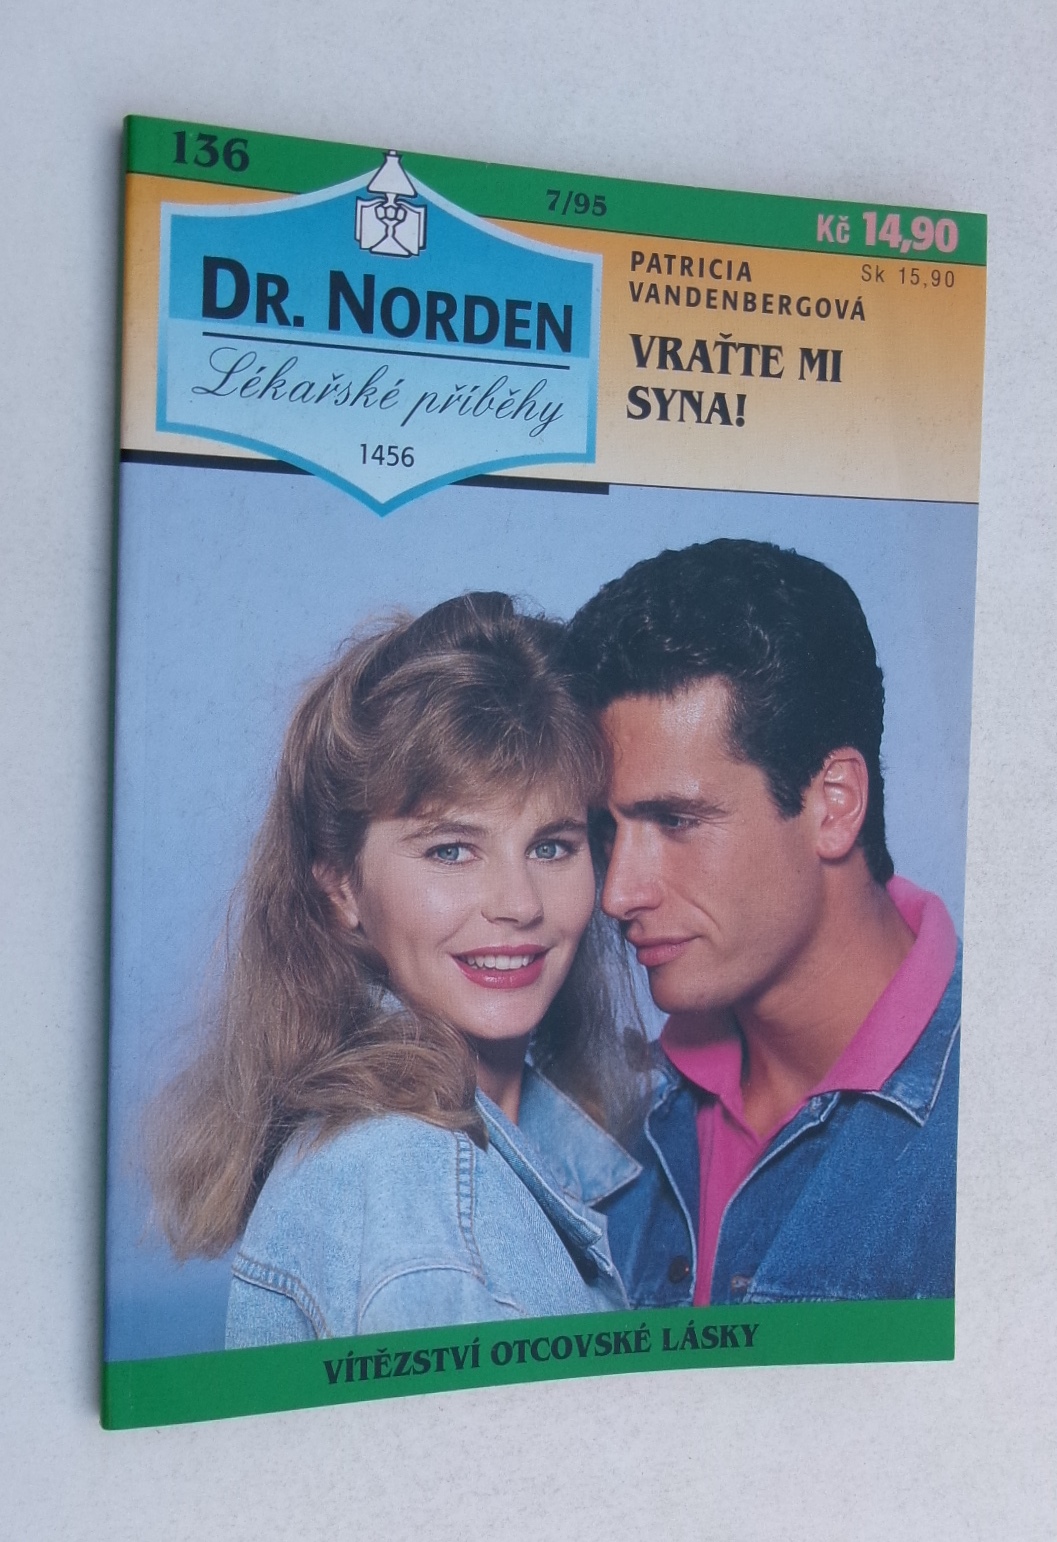 136
7/95
Kč 14,90
Sk 15,90
DR. NORDEN
Lékařské příběhy
1456
PATRICIA
VANDENBERGOVÁ
VRAŤTE MI
SYNA!
VÍTĚZSTVÍ OTCOVSKÉ LÁSKY